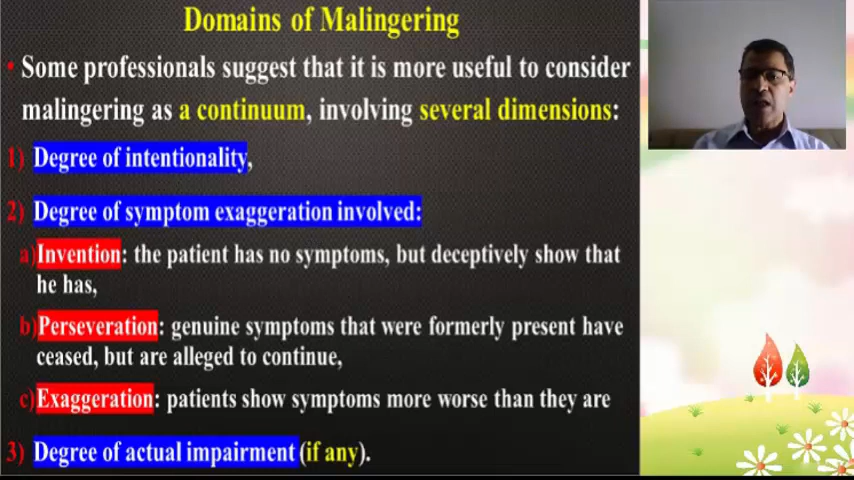 Domains of Malingering
• Some professionals suggest that it is more useful to consider
malingering as a continuum, involving several dimensions:
1) Degree of intentionality,
2) Degree of symptom exaggeration involved:
a) Invention: the patient has no symptoms, but deceptively show that
he has,
b) Perseveration: genuine symptoms that were formerly present have
ceased, but are alleged to continue,
c) Exaggeration: patients show symptoms more worse than they are
3) Degree of actual impairment (if any).